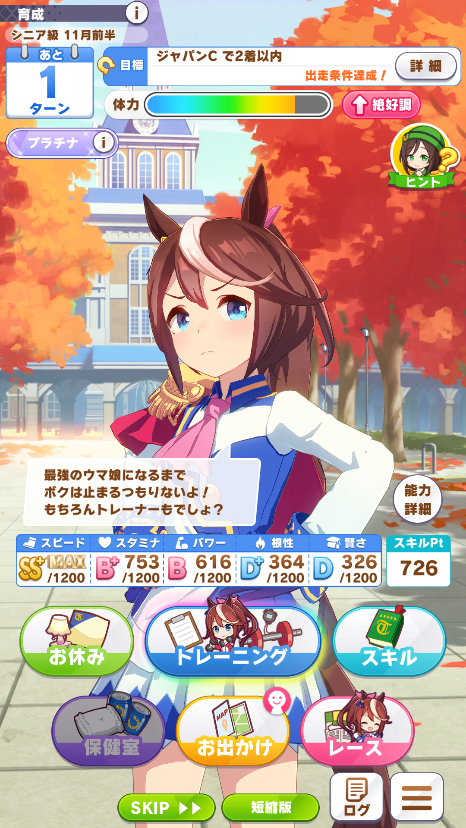 育成
i
シニア級 11月前半
あと
1
ターン
目標
ジャパンC で2着以内
出走条件達成！
詳細
体力
絶好調
プラチナ
i
ヒント
最強のウマ娘になるまで
ボクは止まるつもりないよ！
もちろんトレーナーもでしょ？
能力
詳細
スピード
スタミナ
パワー
根性
賢さ
スキルPt
SS+ MAX
/1200
B+ 753
/1200
B 616
/1200
D+ 364
/1200
D 326
/1200
726
お休み
トレーニング
スキル
保健室
お出かけ
レース
SKIP
短縮版
ログ